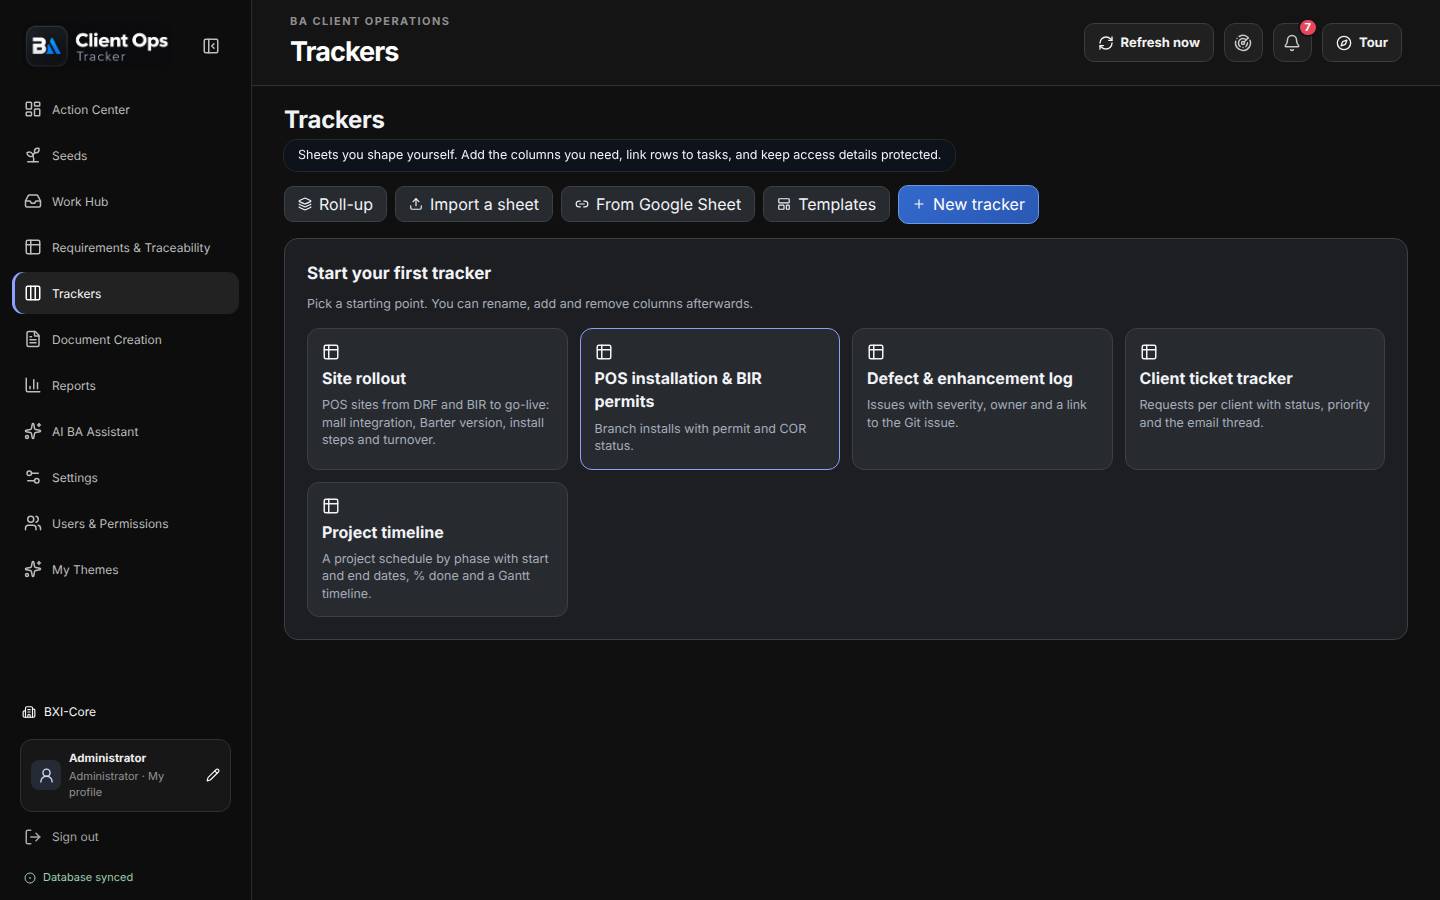 BA Client Ops
Tracker
Action Center
Seeds
Work Hub
Requirements & Traceability
Trackers
Document Creation
Reports
AI BA Assistant
Settings
Users & Permissions
My Themes
BXI-Core
Administrator
Administrator · My
profile
Sign out
Database synced
BA CLIENT OPERATIONS
Trackers
Refresh now
7
Tour
Trackers
Sheets you shape yourself. Add the columns you need, link rows to tasks, and keep access details protected.
Roll-up
Import a sheet
From Google Sheet
Templates
New tracker
Start your first tracker
Pick a starting point. You can rename, add and remove columns afterwards.
Site rollout
POS sites from DRF and BIR to go-live:
mall integration, Barter version, install
steps and turnover.
POS installation & BIR
permits
Branch installs with permit and COR
status.
Defect & enhancement log
Issues with severity, owner and a link
to the Git issue.
Client ticket tracker
Requests per client with status, priority
and the email thread.
Project timeline
A project schedule by phase with start
and end dates, % done and a Gantt
timeline.